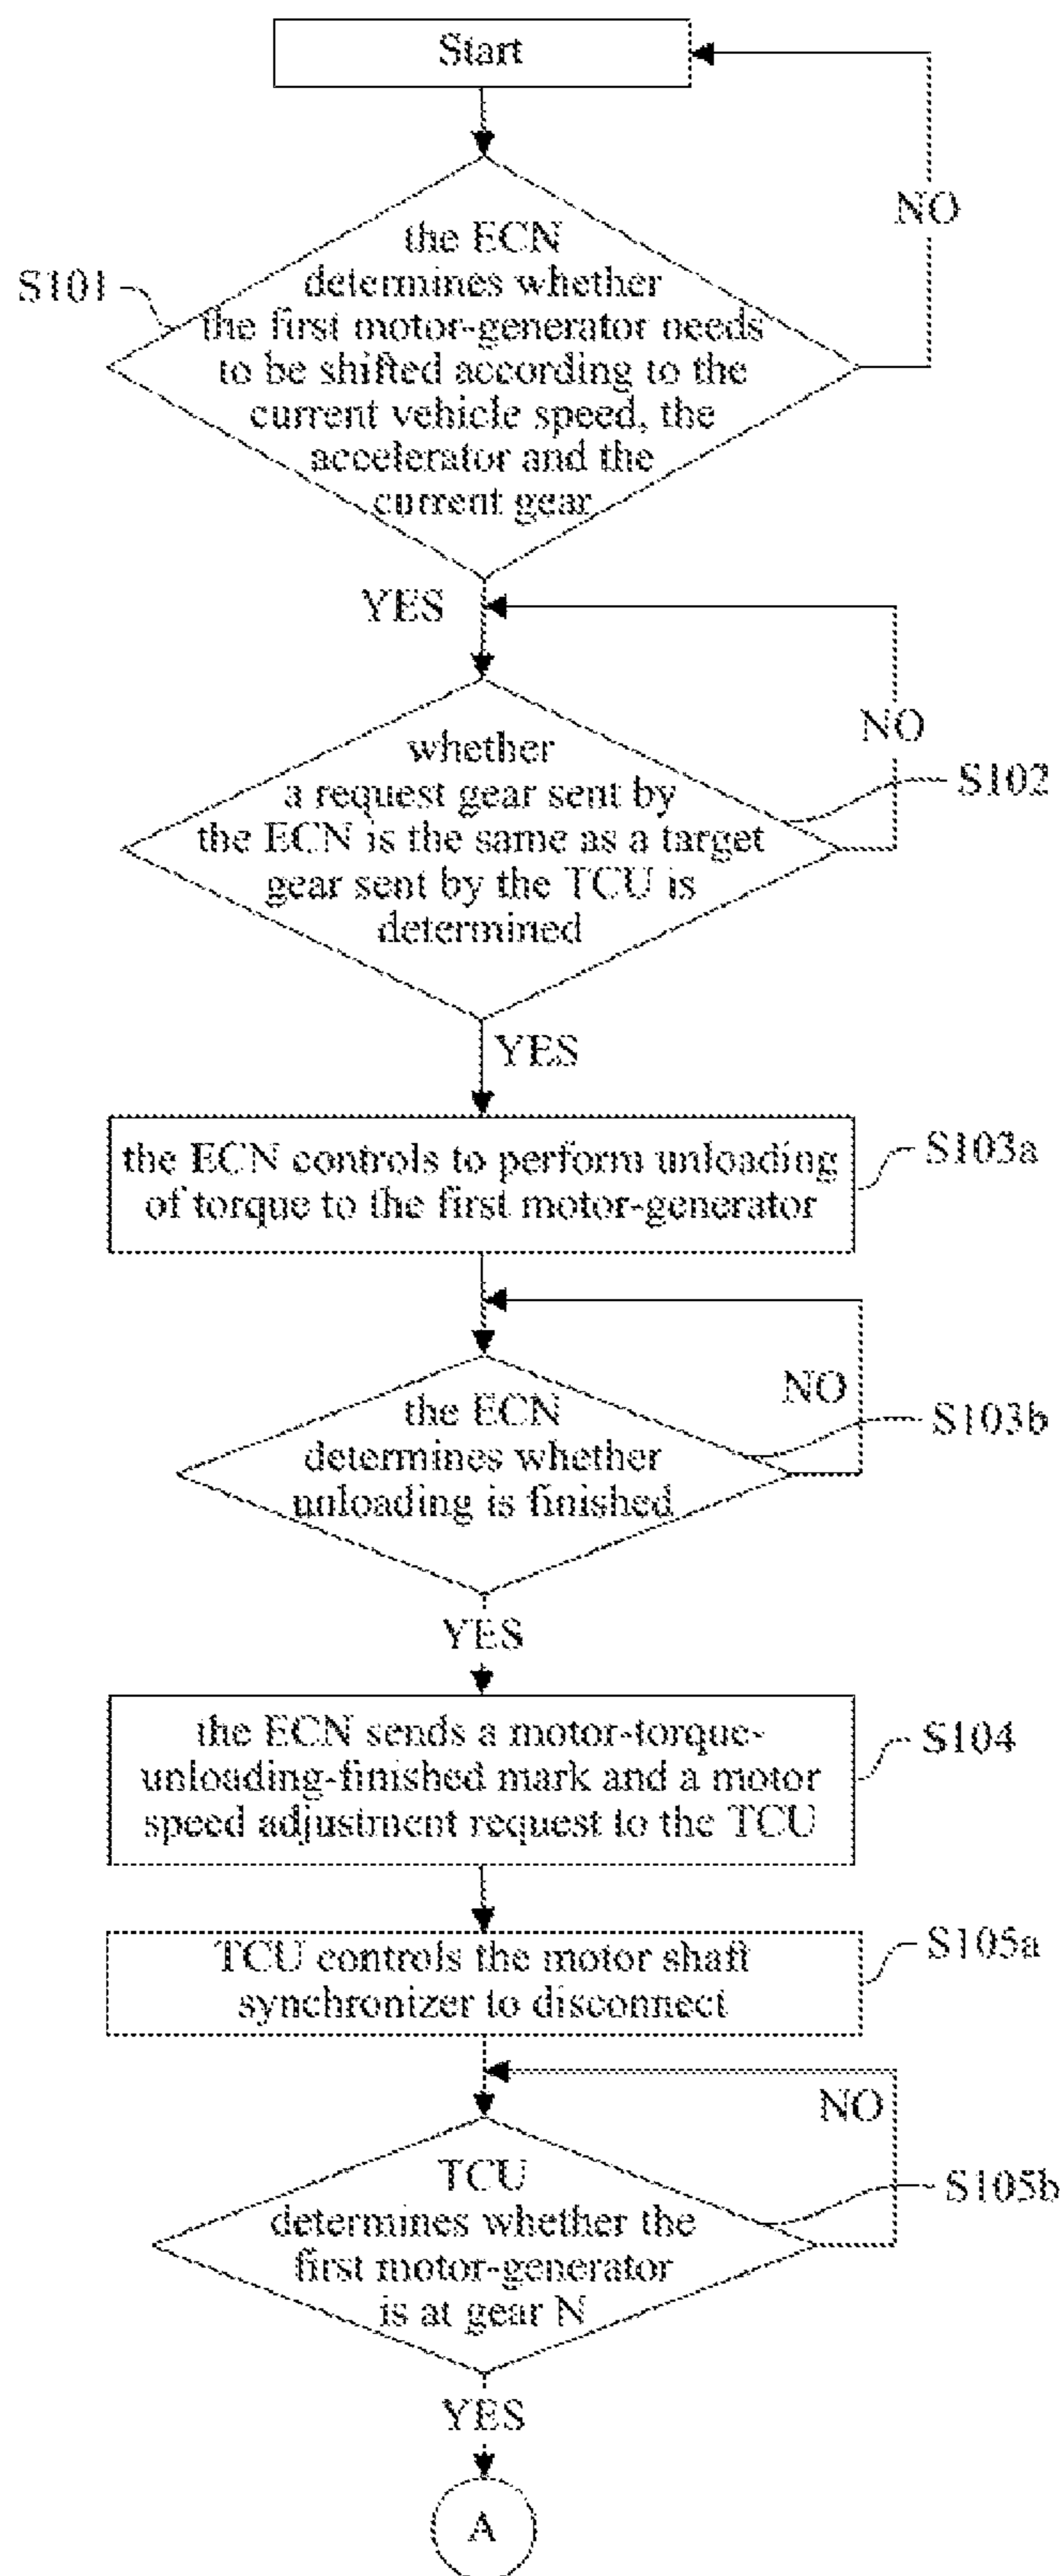 Start
NO
S101
the ECN
determines whether
the first motor-generator needs
to be shifted according to the
current vehicle speed, the
accelerator and the
current gear
YES
NO
S102
whether
a request gear sent by
the ECN is the same as a target
gear sent by the TCU is
determined
YES
the ECN controls to perform unloading
of torque to the first motor-generator
S103a
NO
S103b
the ECN
determines whether
unloading is finished
YES
the ECN sends a motor-torque-
unloading-finished mark and a motor
speed adjustment request to the TCU
S104
TCU controls the motor shaft
synchronizer to disconnect
S105a
NO
S105b
TCU
determines whether the
first motor-generator
is at gear N
YES
A